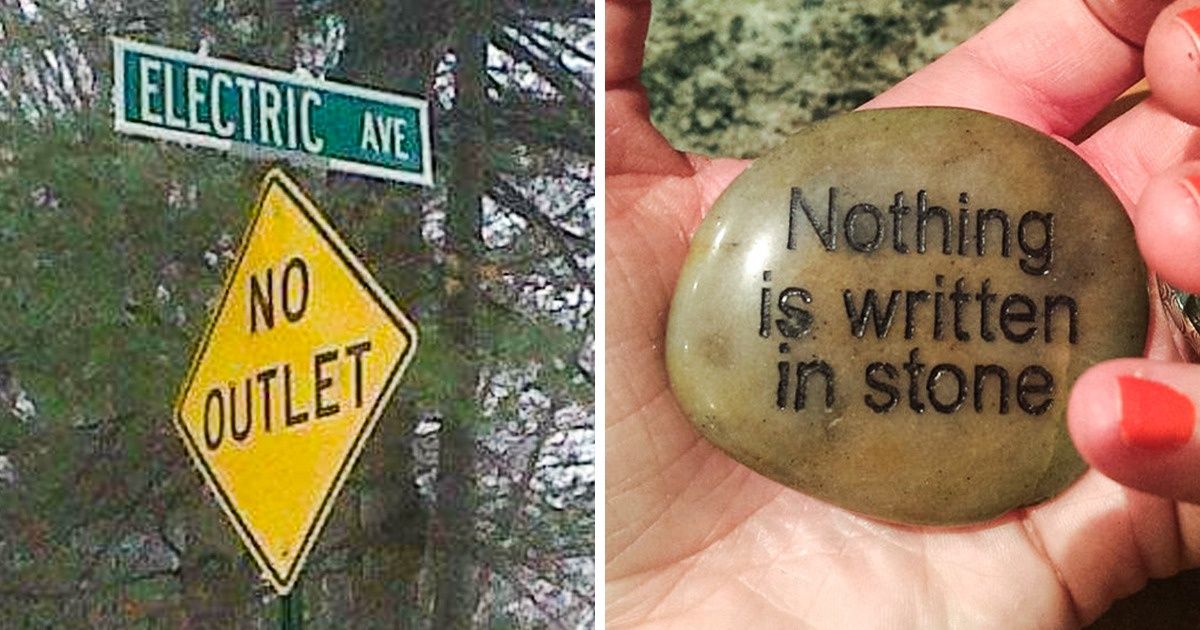 ELECTRIC AVE
NO
OUTLET
Nothing
is written
in stone